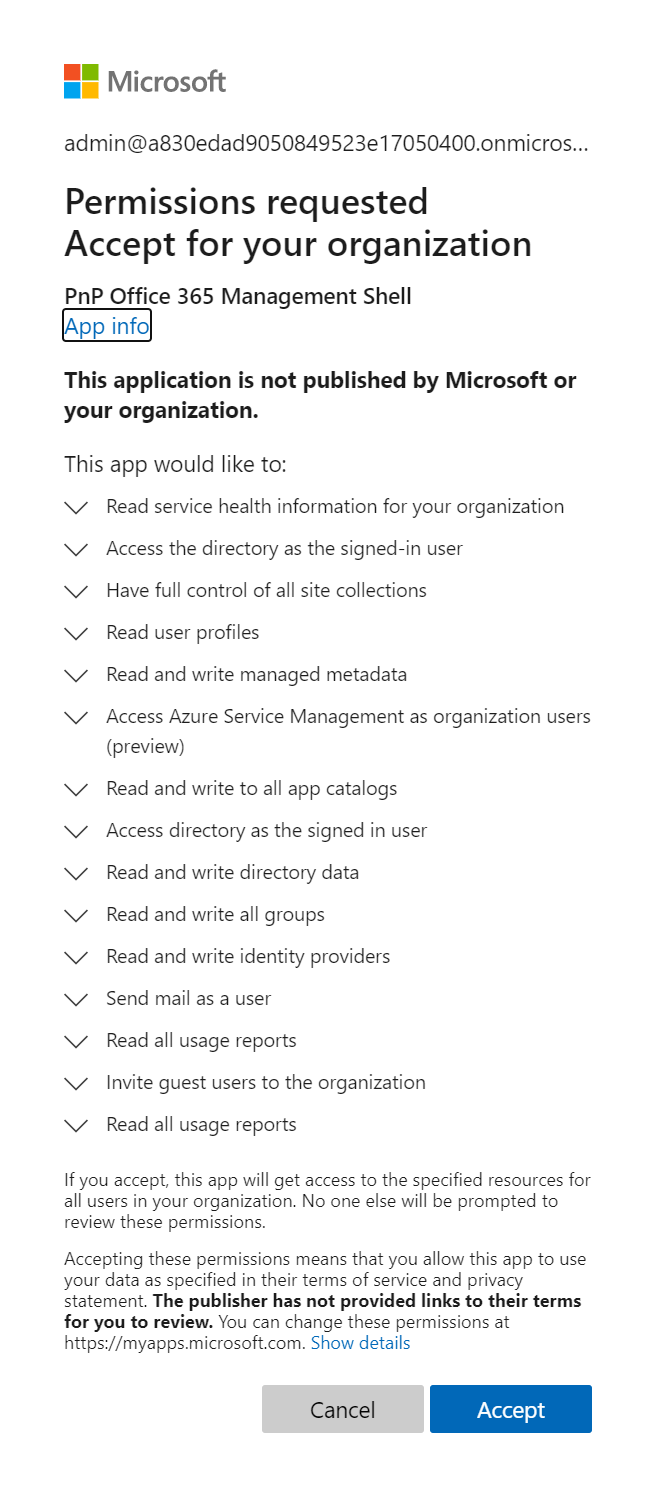 Microsoft
admin@a830edad9050849523e17050400.onmicros...
Permissions requested
Accept for your organization
PnP Office 365 Management Shell
App info
This application is not published by Microsoft or
your organization.
This app would like to:
Read service health information for your organization
Access the directory as the signed-in user
Have full control of all site collections
Read user profiles
Read and write managed metadata
Access Azure Service Management as organization users
(preview)
Read and write to all app catalogs
Access directory as the signed in user
Read and write directory data
Read and write all groups
Read and write identity providers
Send mail as a user
Read all usage reports
Invite guest users to the organization
Read all usage reports
If you accept, this app will get access to the specified resources for
all users in your organization. No one else will be prompted to
review these permissions.
Accepting these permissions means that you allow this app to use
your data as specified in their terms of service and privacy
statement. The publisher has not provided links to their terms
for you to review. You can change these permissions at
https://myapps.microsoft.com. Show details
Cancel
Accept